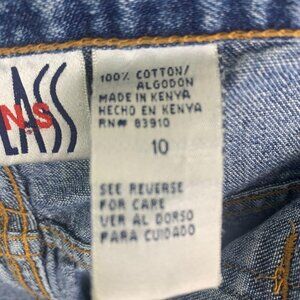 LASS
N.S
100% COTTON/
ALGODON
MADE IN KENYA
HECHO EN KENYA
RN# 83910
10
SEE REVERSE
FOR CARE
VER AL DORSO
PARA CUIDADO